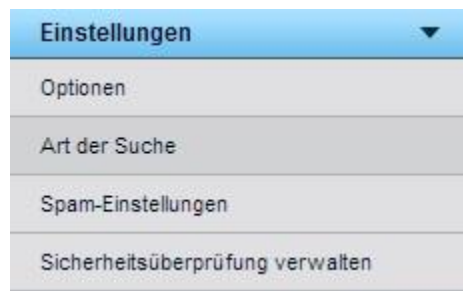 Einstellungen
Optionen
Art der Suche
Spam-Einstellungen
Sicherheitsüberprüfung verwalten